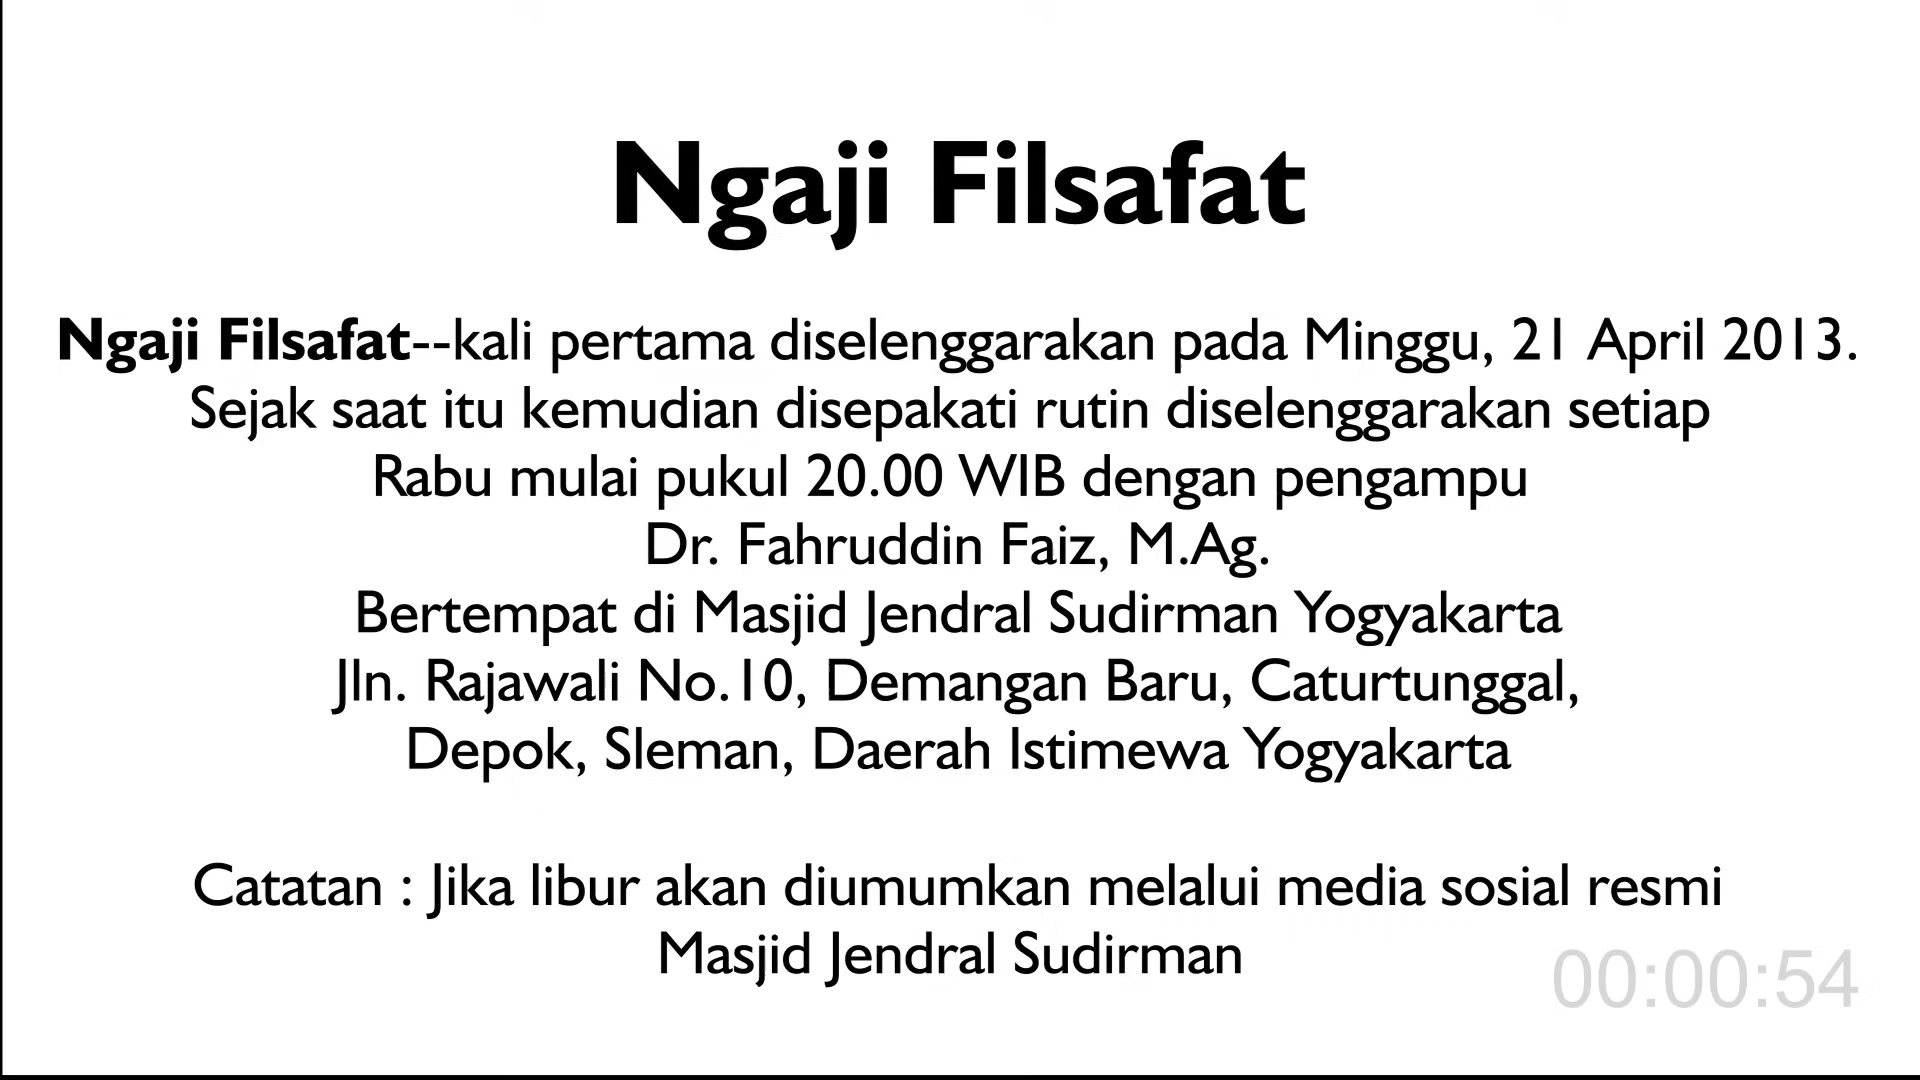 Ngaji Filsafat
Ngaji Filsafat--kali pertama diselenggarakan pada Minggu, 21 April 2013.
Sejak saat itu kemudian disepakati rutin diselenggarakan setiap
Rabu mulai pukul 20.00 WIB dengan pengampu
Dr. Fahruddin Faiz, M.Ag.
Bertempat di Masjid Jendral Sudirman Yogyakarta
Jln. Rajawali No.10, Demangan Baru, Caturtunggal,
Depok, Sleman, Daerah Istimewa Yogyakarta
Catatan : Jika libur akan diumumkan melalui media sosial resmi
Masjid Jendral Sudirman
00:00:54